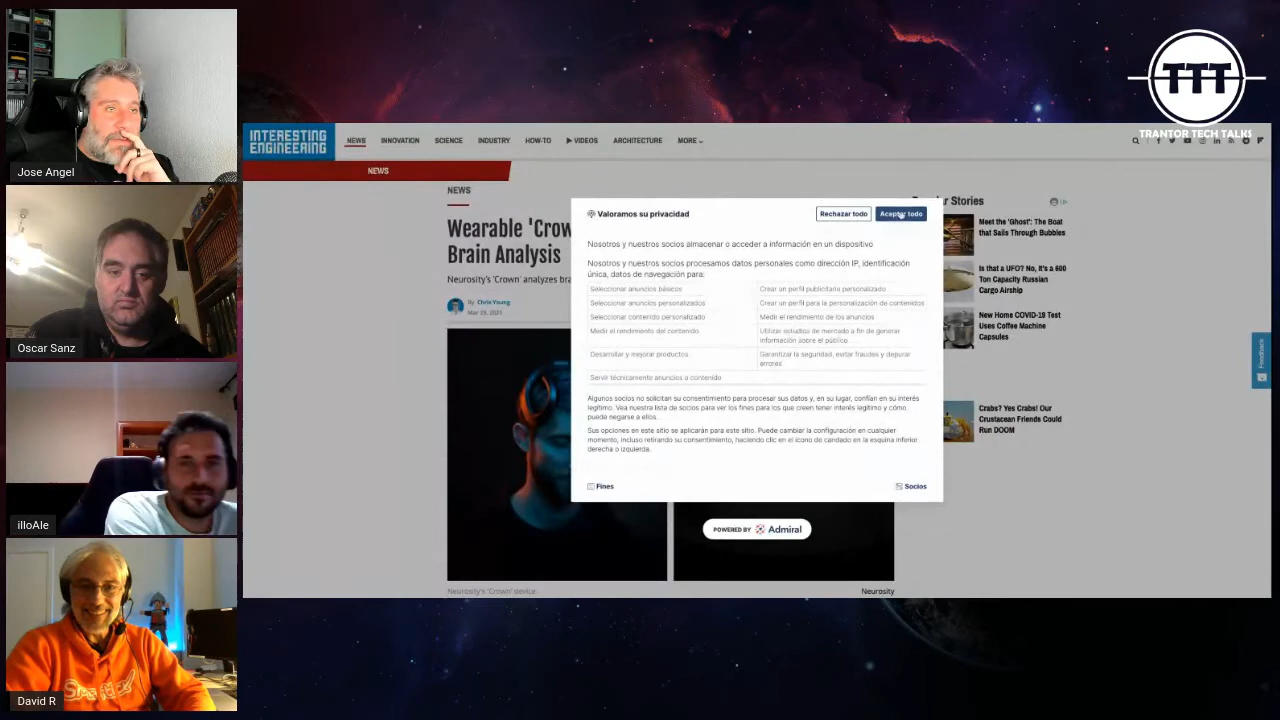 Jose Angel
Oscar Sanz
illoAle
David R
TTT
TRANTOR TECH TALKS
INTERESTING
ENGINEERING
NEWS INNOVATION SCIENCE INDUSTRY HOW-TO VIDEOS ARCHITECTURE MORE
NEWS
NEWS
Wearable 'Crow
Brain Analysis
Neurosity's 'Crown' analyzes bra
By Chris Young
Mar 29, 2021
Valoramos su privacidad
Rechazar todo
Aceptar todo
Nosotros y nuestros socios almacenar o acceder a información en un dispositivo
Nosotros y nuestros socios procesamos datos personales como dirección IP, identificación
única, datos de navegación para:
Seleccionar anuncios básicos
Crear un perfil publicitario personalizado
Seleccionar anuncios personalizados
Crear un perfil para la personalización de contenidos
Seleccionar contenido personalizado
Medir el rendimiento de los anuncios
Medir el rendimiento del contenido
Utilizar estudios de mercado a fin de generar
información sobre el público
Desarrollar y mejorar productos
Garantizar la seguridad, evitar fraudes y depurar
errores
Servir técnicamente anuncios o contenido
Algunos socios no solicitan su consentimiento para procesar sus datos y, en su lugar, confían en su interés
legítimo. Vea nuestra lista de socios para ver los fines para los que creen tener interés legítimo y cómo
puede negarse a ellos.
Sus opciones en este sitio se aplicarán para este sitio. Puede cambiar la configuración en cualquier
momento, incluso retirando su consentimiento, haciendo clic en el icono de candado en la esquina inferior
derecha o izquierda.
Fines
Socios
POWERED BY Admiral
Stories
Meet the 'Ghost': The Boat
that Sails Through Bubbles
Is that a UFO? No, It's a 600
Ton Capacity Russian
Cargo Airship
New Home COVID-19 Test
Uses Coffee Machine
Capsules
Crabs? Yes Crabs! Our
Crustacean Friends Could
Run DOOM
Feedback
Neurosity's 'Crown' device.
Neurosity